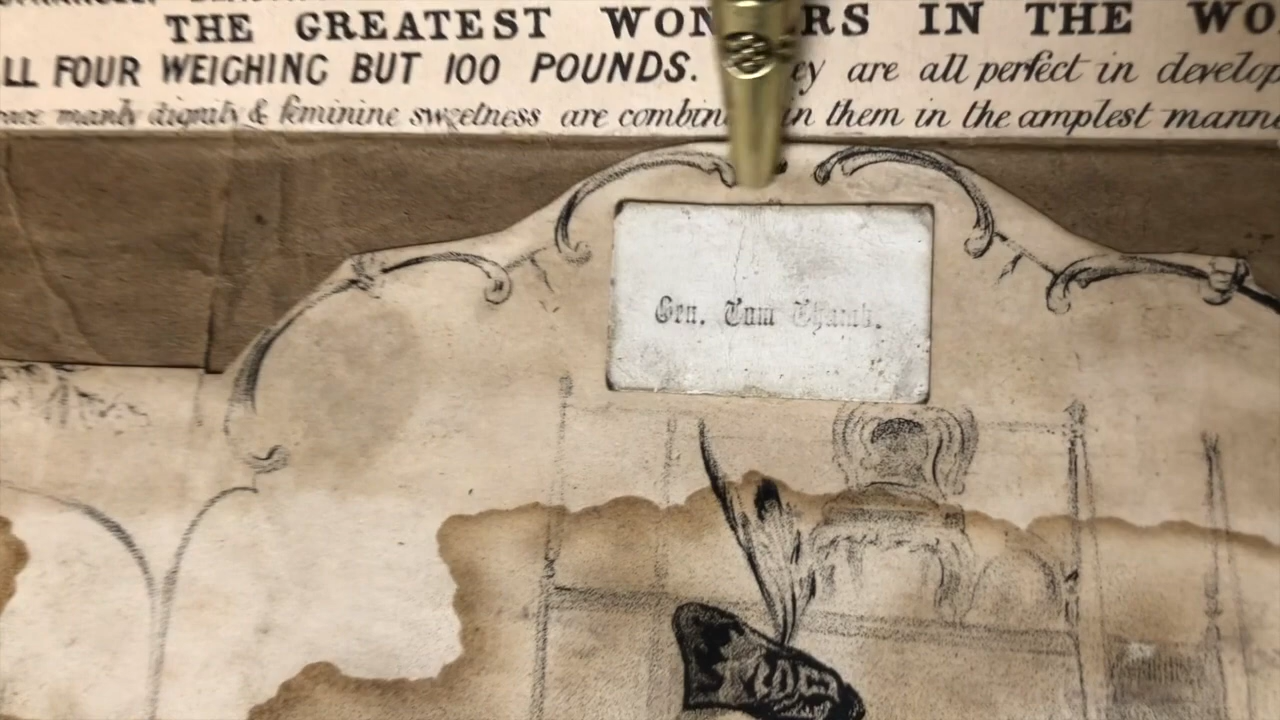 THE GREATEST WON RS IN THE WO
LL FOUR WEIGHING BUT 100 POUNDS. ey are all perfect in develop
manly dignity & feminine sweetness are combin in them in the amplest manne
Gen. Tom Thumb.